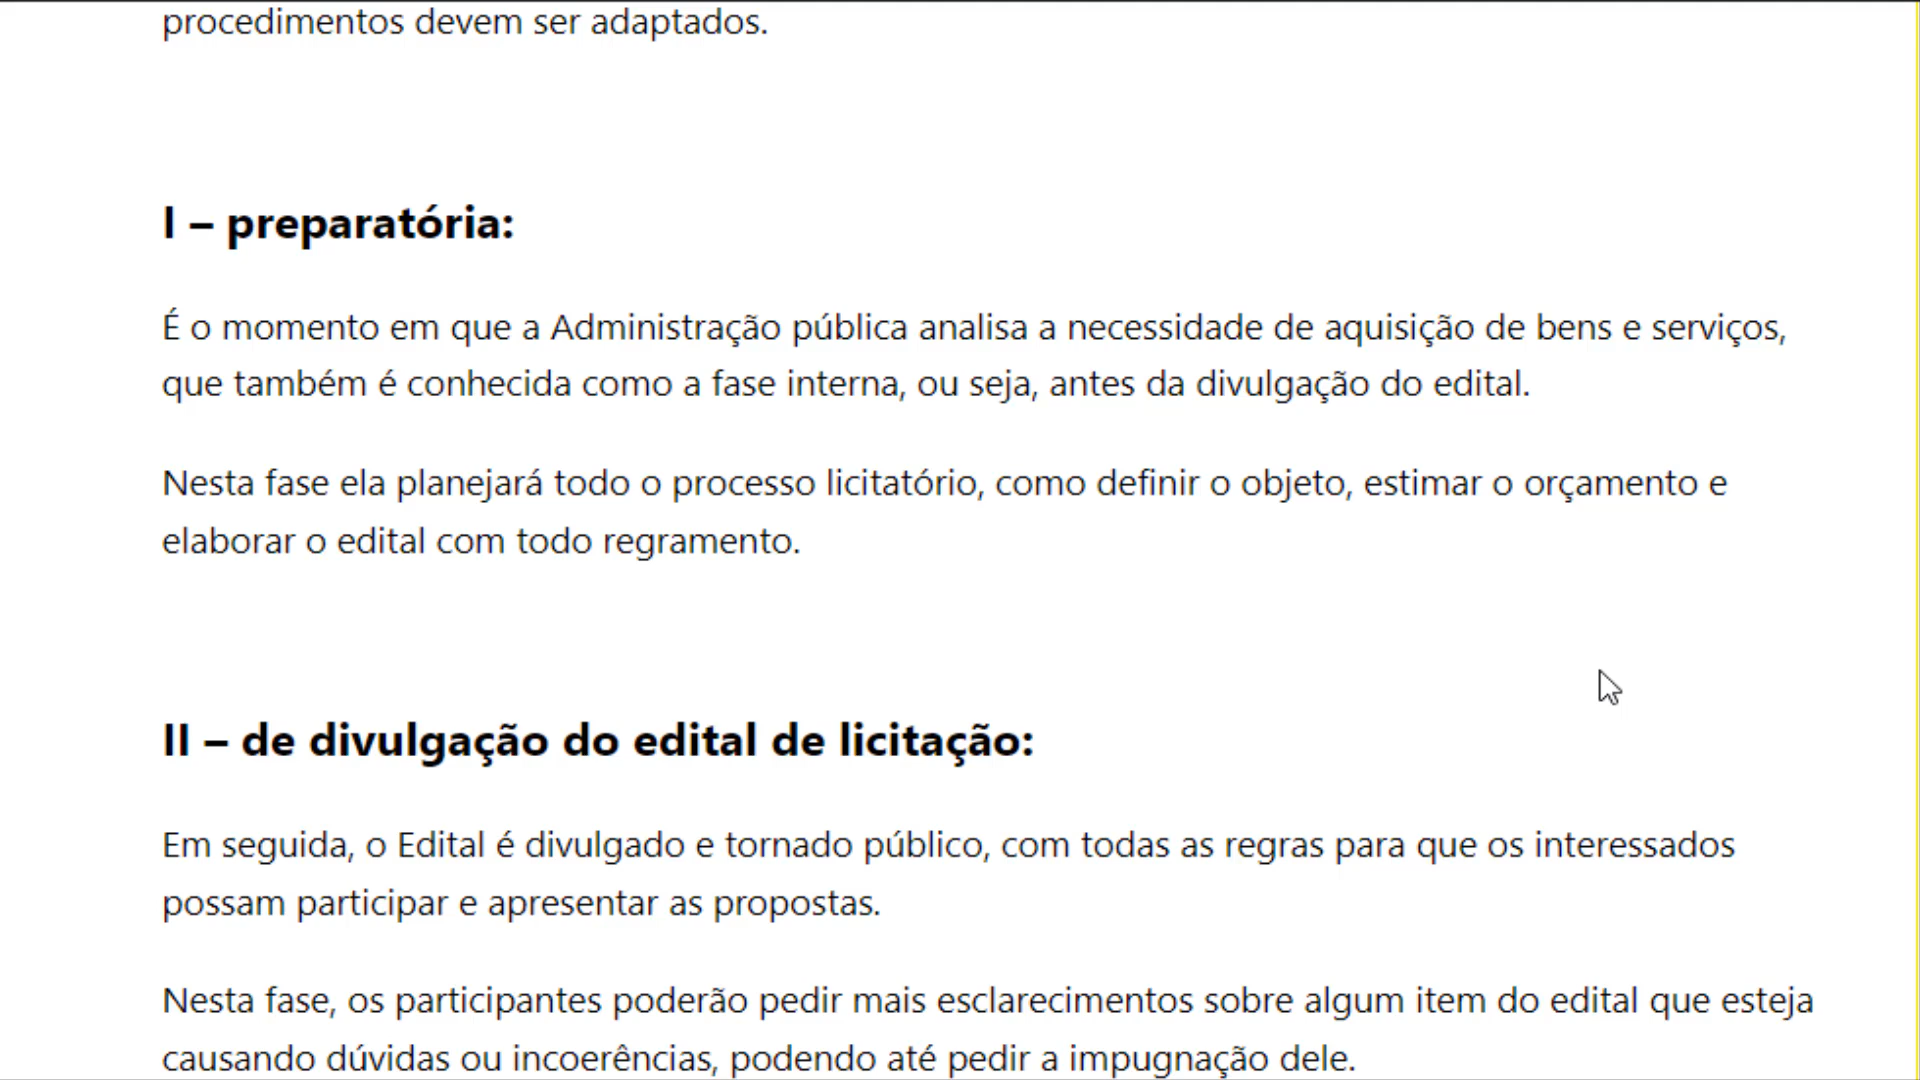 procedimentos devem ser adaptados.
I – preparatória:
É o momento em que a Administração pública analisa a necessidade de aquisição de bens e serviços,
que também é conhecida como a fase interna, ou seja, antes da divulgação do edital.
Nesta fase ela planejará todo o processo licitatório, como definir o objeto, estimar o orçamento e
elaborar o edital com todo regramento.
II – de divulgação do edital de licitação:
Em seguida, o Edital é divulgado e tornado público, com todas as regras para que os interessados
possam participar e apresentar as propostas.
Nesta fase, os participantes poderão pedir mais esclarecimentos sobre algum item do edital que esteja
causando dúvidas ou incoerências, podendo até pedir a impugnação dele.